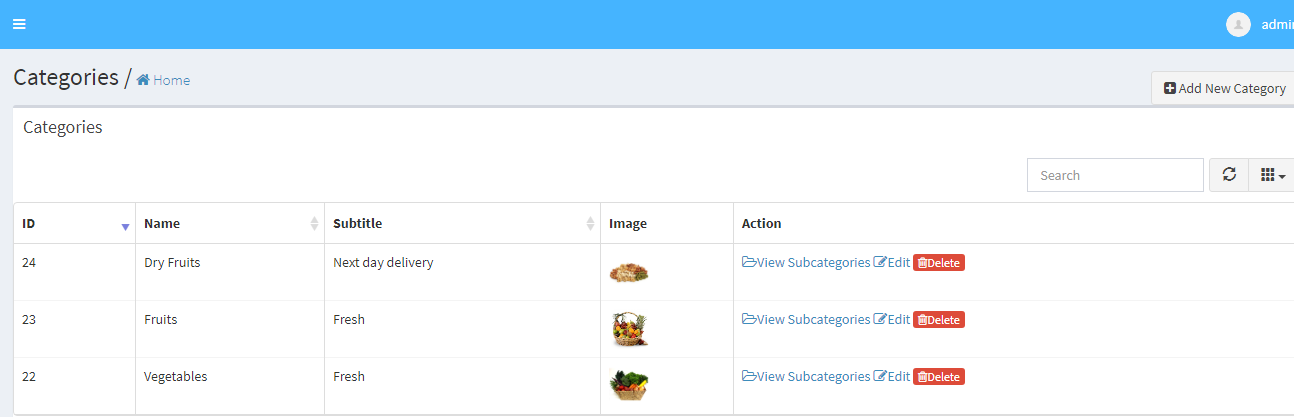 admin
Categories / Home
Add New Category
Categories
Search
ID Name Subtitle Image Action
24 Dry Fruits Next day delivery View Subcategories Edit Delete
23 Fruits Fresh View Subcategories Edit Delete
22 Vegetables Fresh View Subcategories Edit Delete